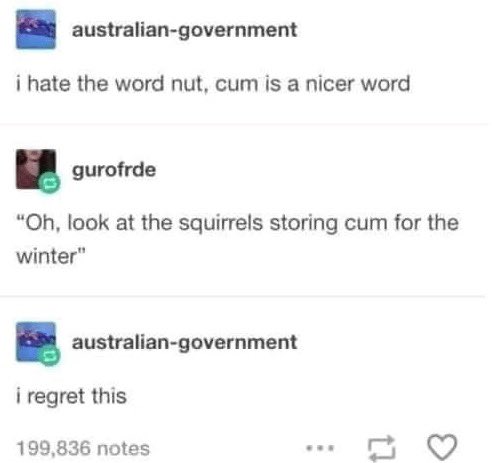 australian-government
i hate the word nut, cum is a nicer word
gurofrde
“Oh, look at the squirrels storing cum for the
winter”
australian-government
i regret this
199,836 notes